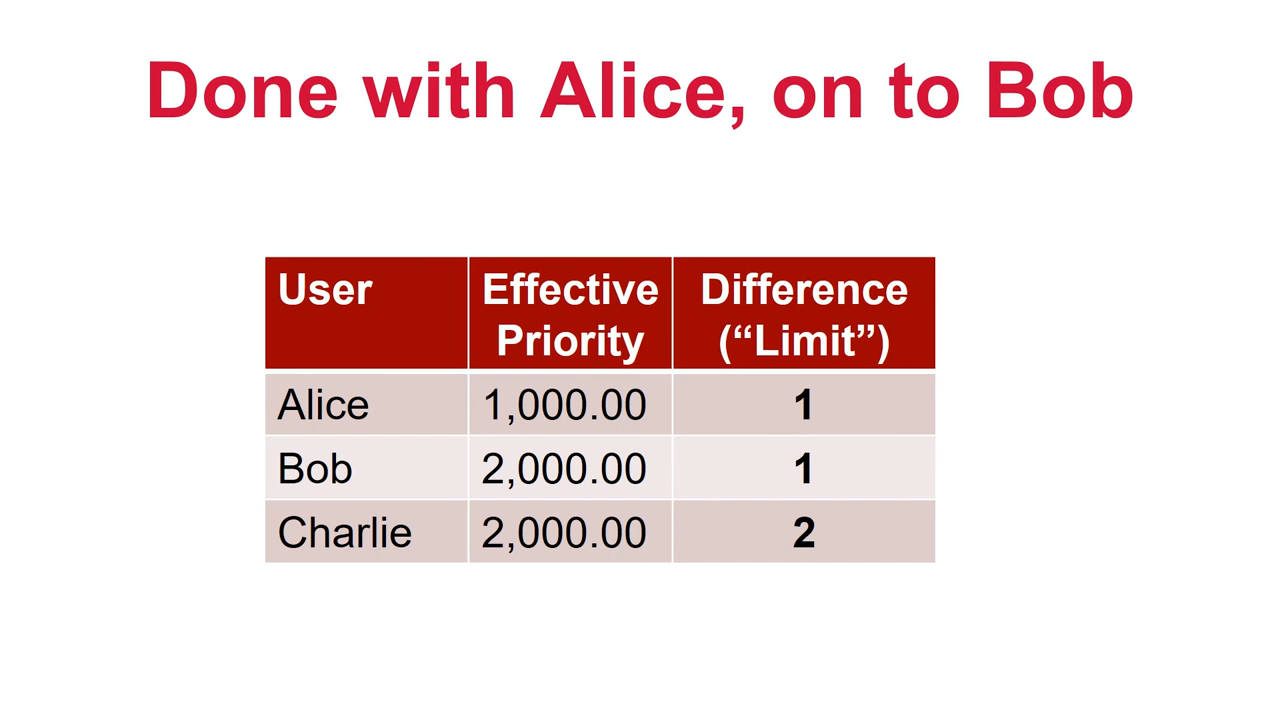 Done with Alice, on to Bob
User Effective Priority Difference (“Limit”)
Alice 1,000.00 1
Bob 2,000.00 1
Charlie 2,000.00 2